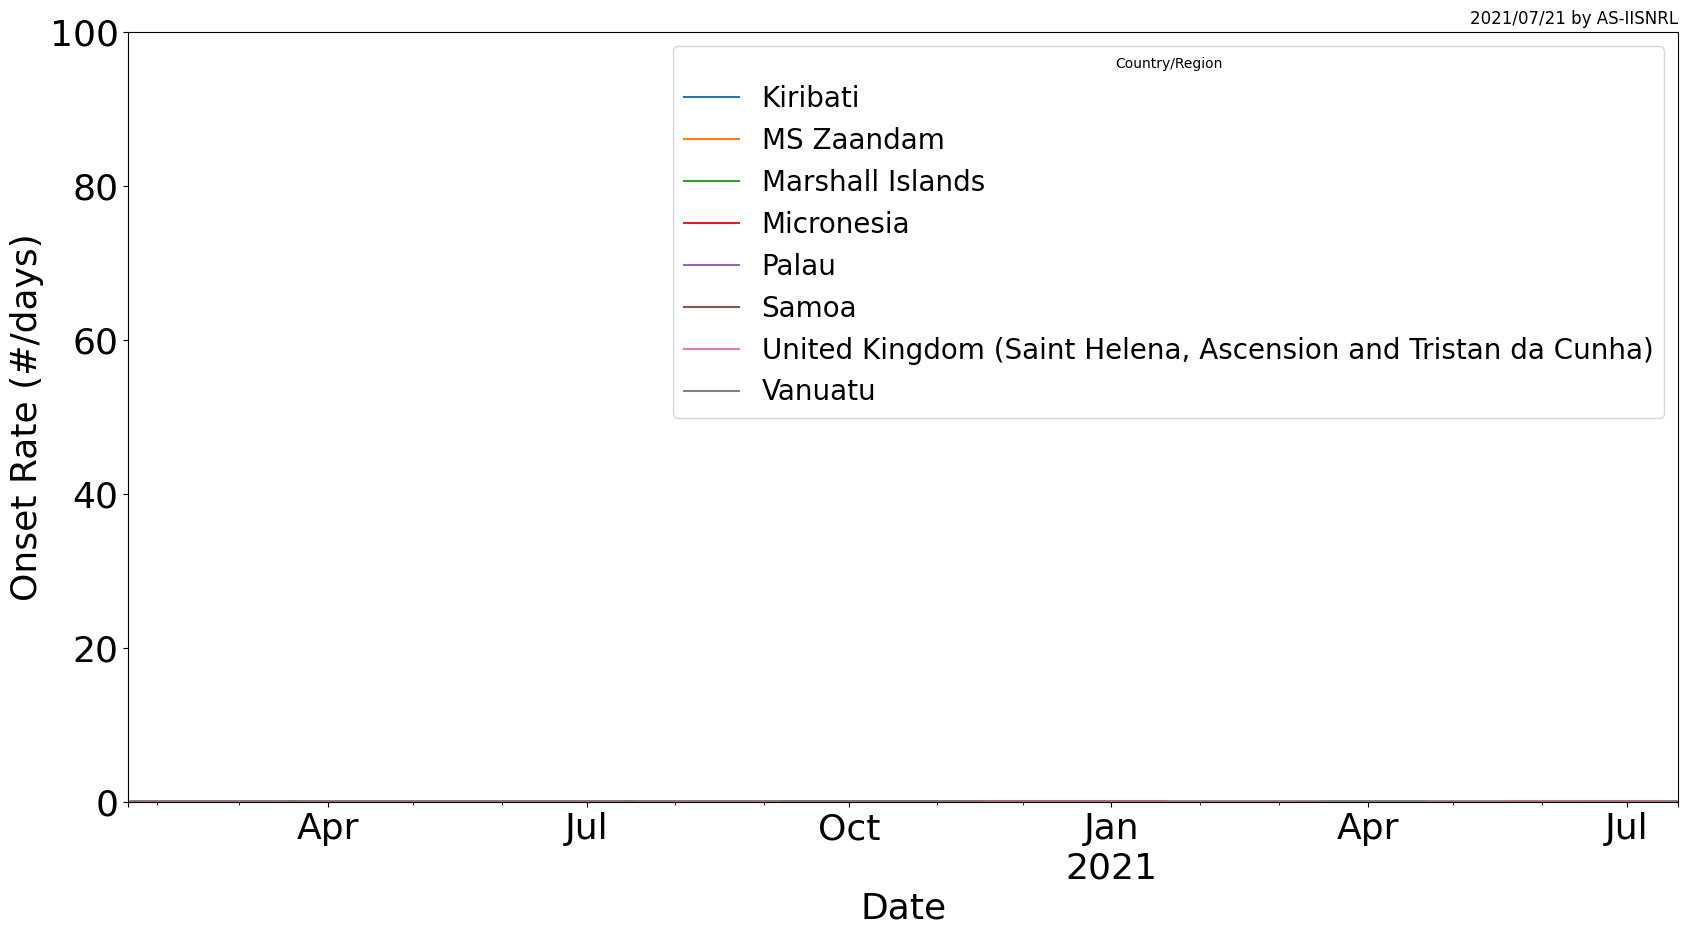 2021/07/21 by AS-IISNRL
Country/Region
Kiribati
MS Zaandam
Marshall Islands
Micronesia
Palau
Samoa
United Kingdom (Saint Helena, Ascension and Tristan da Cunha)
Vanuatu
100
80
60
40
20
0
Onset Rate (#/days)
Apr Jul Oct Jan Apr Jul
2021
Date